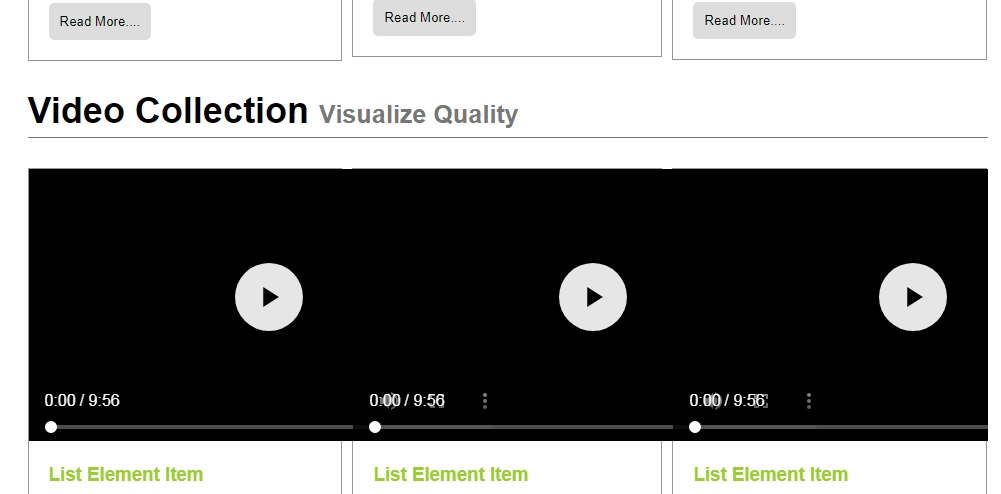 Read More.... Read More.... Read More....
Video Collection Visualize Quality
0:00 / 9:56 0:00 / 9:56 0:00 / 9:56
List Element Item List Element Item List Element Item